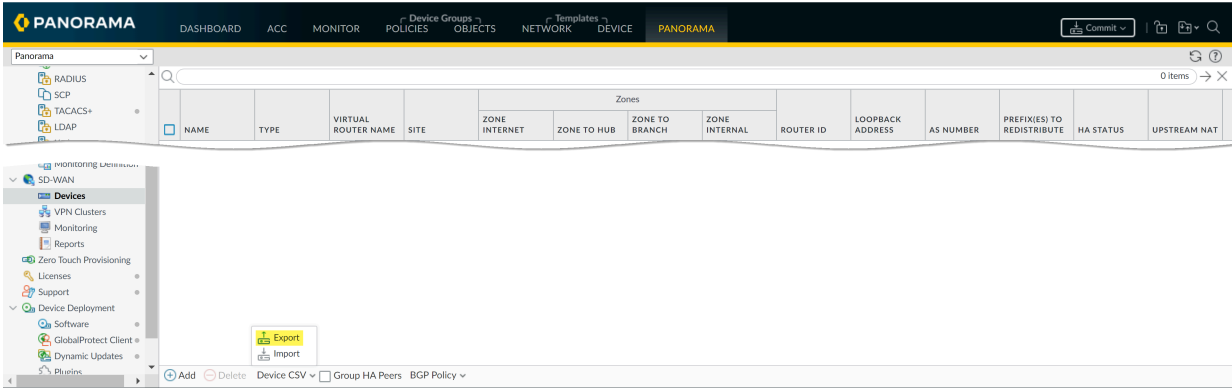 PANORAMA
DASHBOARD ACC MONITOR Device Groups POLICIES OBJECTS Templates NETWORK DEVICE PANORAMA
Commit
Panorama
0 items
RADIUS
SCP
TACACS+
LDAP
Zones
NAME TYPE VIRTUAL ROUTER NAME SITE ZONE INTERNET ZONE TO HUB ZONE TO BRANCH ZONE INTERNAL ROUTER ID LOOPBACK ADDRESS AS NUMBER PREFIX(ES) TO REDISTRIBUTE HA STATUS UPSTREAM NAT
Monitoring Definition
SD-WAN
Devices
VPN Clusters
Monitoring
Reports
Zero Touch Provisioning
Licenses
Support
Device Deployment
Software
GlobalProtect Client
Dynamic Updates
Plugins
Export
Import
Add Delete Device CSV Group HA Peers BGP Policy